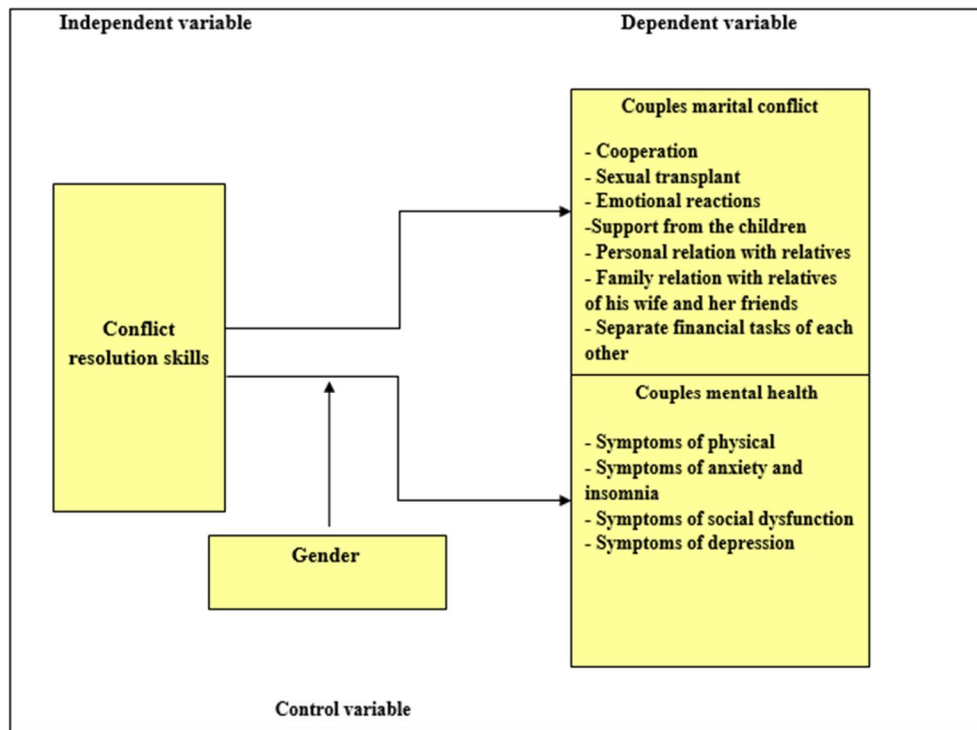 Independent variable
Dependent variable
Couples marital conflict
- Cooperation
- Sexual transplant
- Emotional reactions
-Support from the children
- Personal relation with relatives
- Family relation with relatives
of his wife and her friends
- Separate financial tasks of each
other
Conflict
resolution skills
Couples mental health
- Symptoms of physical
- Symptoms of anxiety and
insomnia
- Symptoms of social dysfunction
- Symptoms of depression
Gender
Control variable